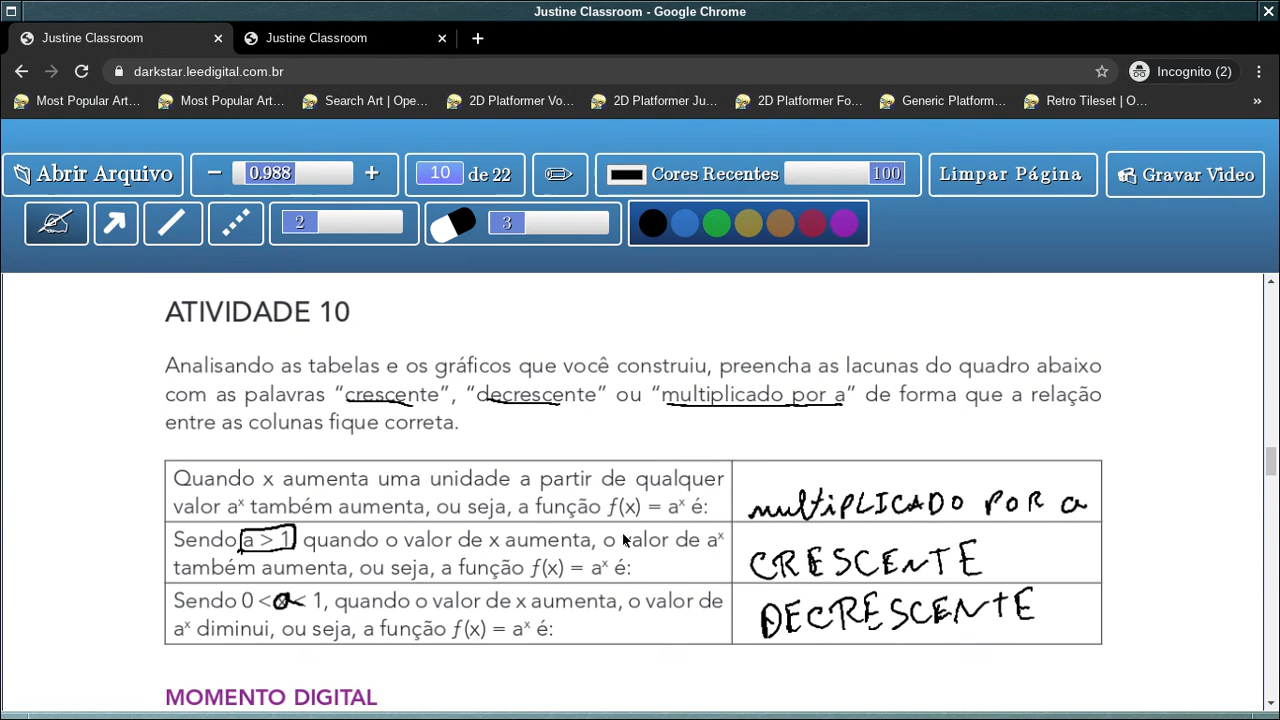 Justine Classroom - Google Chrome
Justine Classroom
Justine Classroom
darkstar.leedigital.com.br
Incognito (2)
Most Popular Art...
Most Popular Art...
Search Art | Ope...
2D Platformer Vo...
2D Platformer Ju...
2D Platformer Fo...
Generic Platform...
Retro Tileset | O...
Abrir Arquivo
− 0,988 +
10 de 22
Cores Recentes 100
Limpar Página
Gravar Video
2
3
ATIVIDADE 10
Analisando as tabelas e os gráficos que você construiu, preencha as lacunas do quadro abaixo
com as palavras “crescente”, “decrescente” ou “multiplicado por a” de forma que a relação
entre as colunas fique correta.
Quando x aumenta uma unidade a partir de qualquer
valor aˣ também aumenta, ou seja, a função ƒ(x) = aˣ é:
multiPLICADO POR a
Sendo a > 1 quando o valor de x aumenta, o valor de aˣ
também aumenta, ou seja, a função ƒ(x) = aˣ é:
CRESCENTE
Sendo 0 < a < 1, quando o valor de x aumenta, o valor de
aˣ diminui, ou seja, a função ƒ(x) = aˣ é:
DECRESCENTE
MOMENTO DIGITAL